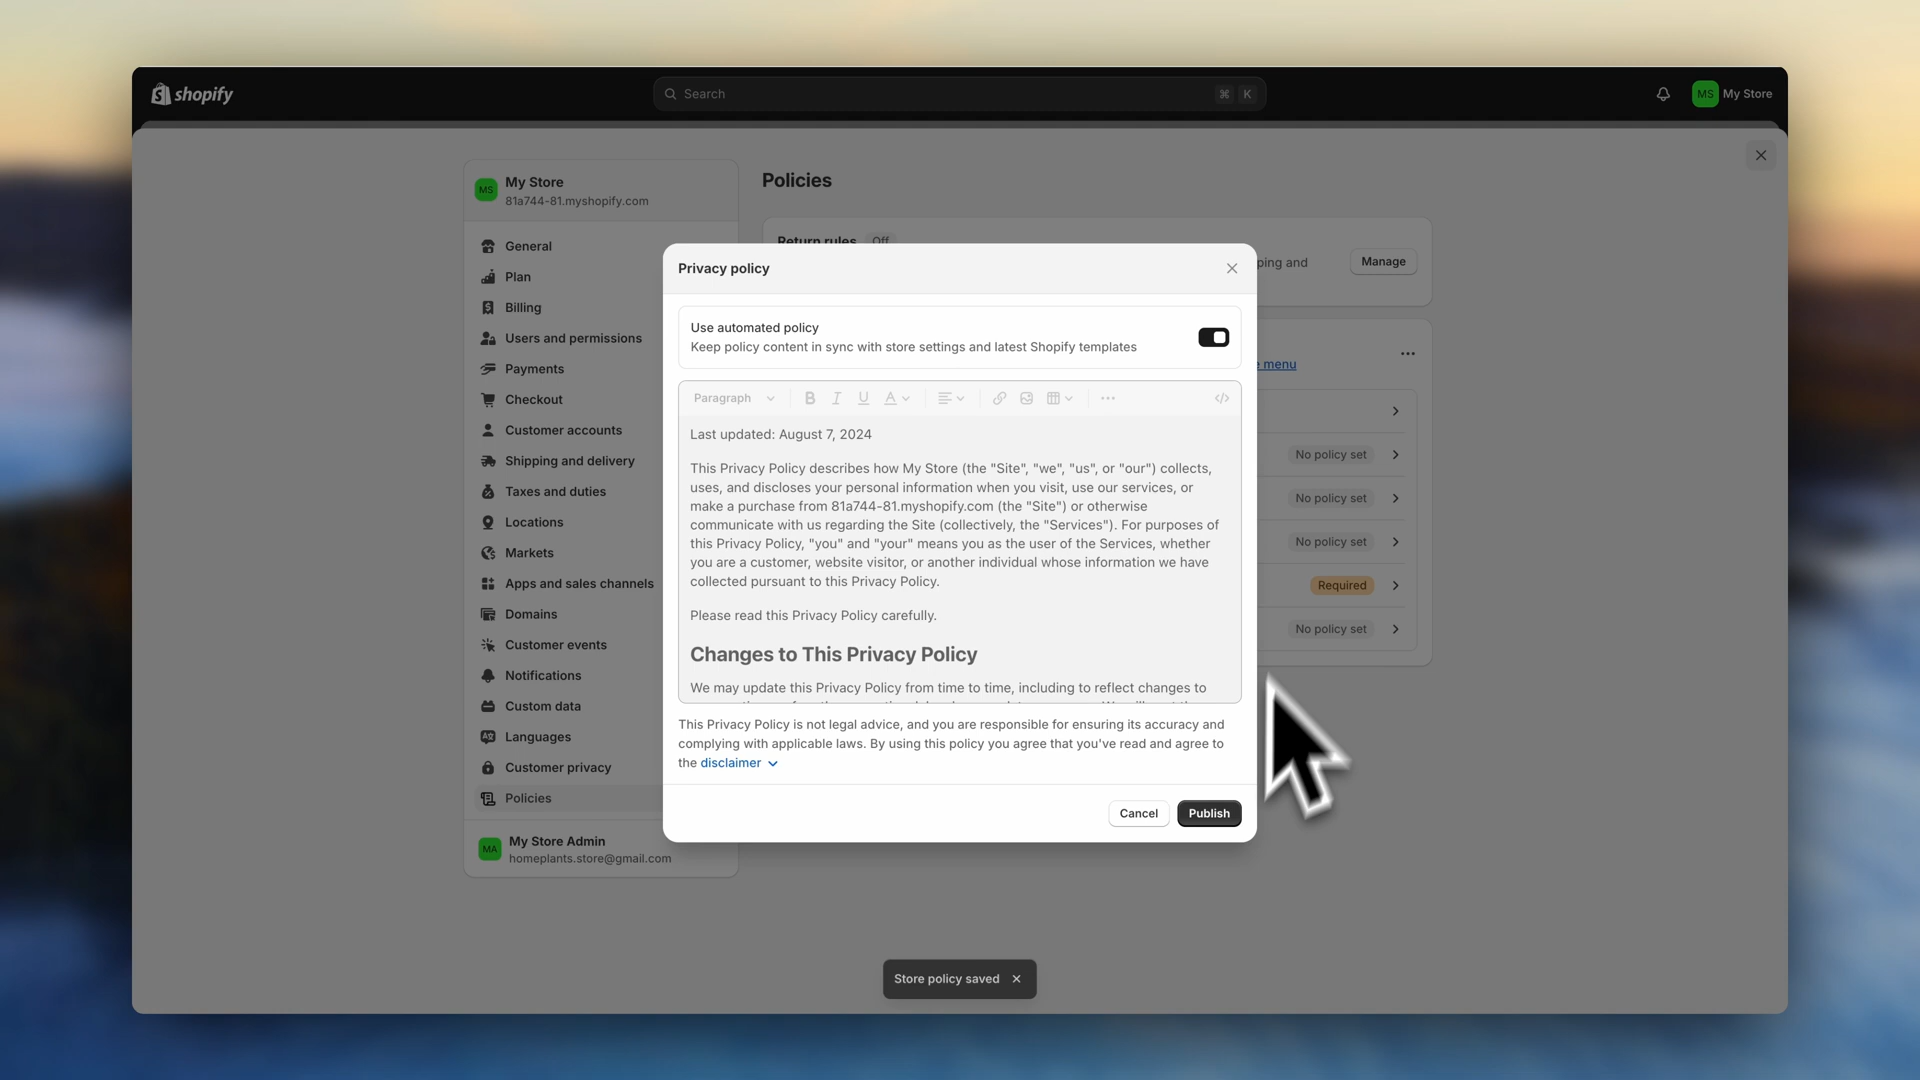 shopify
Search
⌘ K
MS My Store
MS
My Store
81a744-81.myshopify.com
General
Plan
Billing
Users and permissions
Payments
Checkout
Customer accounts
Shipping and delivery
Taxes and duties
Locations
Markets
Apps and sales channels
Domains
Customer events
Notifications
Custom data
Languages
Customer privacy
Policies
MA
My Store Admin
homeplants.store@gmail.com
Policies
Return rules Off
ping and
Manage
menu
No policy set
No policy set
No policy set
Required
No policy set
Privacy policy
Use automated policy
Keep policy content in sync with store settings and latest Shopify templates
Paragraph B I U A
Last updated: August 7, 2024
This Privacy Policy describes how My Store (the "Site", "we", "us", or "our") collects,
uses, and discloses your personal information when you visit, use our services, or
make a purchase from 81a744-81.myshopify.com (the "Site") or otherwise
communicate with us regarding the Site (collectively, the "Services"). For purposes of
this Privacy Policy, "you" and "your" means you as the user of the Services, whether
you are a customer, website visitor, or another individual whose information we have
collected pursuant to this Privacy Policy.
Please read this Privacy Policy carefully.
Changes to This Privacy Policy
We may update this Privacy Policy from time to time, including to reflect changes to
This Privacy Policy is not legal advice, and you are responsible for ensuring its accuracy and
complying with applicable laws. By using this policy you agree that you've read and agree to
the disclaimer
Cancel
Publish
Store policy saved